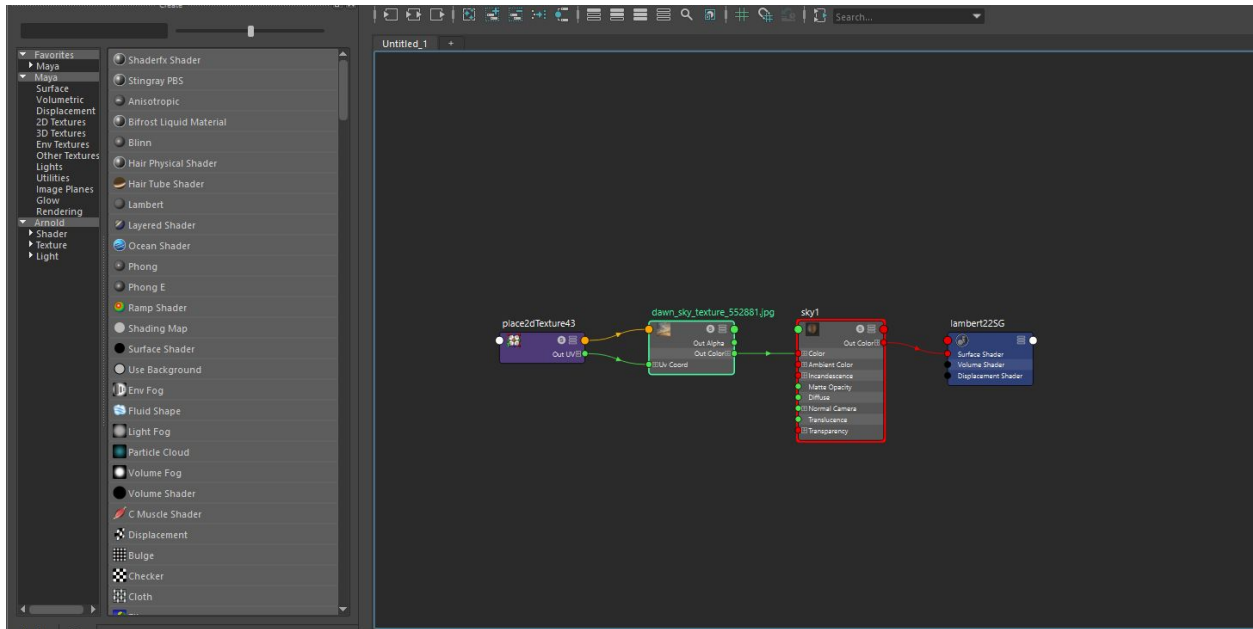 Create
Search...
Untitled_1
+
Favorites
Maya
Maya
Surface
Volumetric
Displacement
2D Textures
3D Textures
Env Textures
Other Textures
Lights
Utilities
Image Planes
Glow
Rendering
Arnold
Shader
Texture
Light
Shaderfx Shader
Stingray PBS
Anisotropic
Bifrost Liquid Material
Blinn
Hair Physical Shader
Hair Tube Shader
Lambert
Layered Shader
Ocean Shader
Phong
Phong E
Ramp Shader
Shading Map
Surface Shader
Use Background
Env Fog
Fluid Shape
Light Fog
Particle Cloud
Volume Fog
Volume Shader
C Muscle Shader
Displacement
Bulge
Checker
Cloth
place2dTexture43
Out UV
dawn_sky_texture_552881.jpg
Out Alpha
Out Color
Uv Coord
sky1
Out Color
Color
Ambient Color
Incandescence
Matte Opacity
Diffuse
Normal Camera
Translucence
Transparency
lambert22SG
Surface Shader
Volume Shader
Displacement Shader